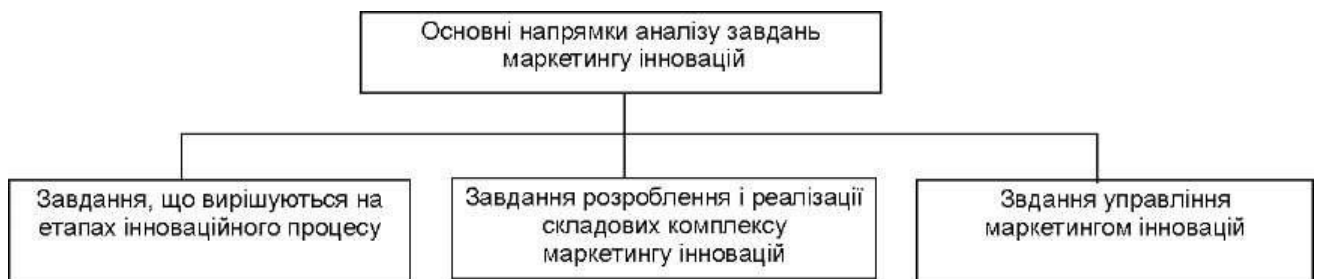 Основні напрямки аналізу завдань
маркетингу інновацій
Завдання, що вирішуються на
етапах інноваційного процесу
Завдання розроблення і реалізації
складових комплексу
маркетингу інновацій
Звдання управління
маркетингом інновацій